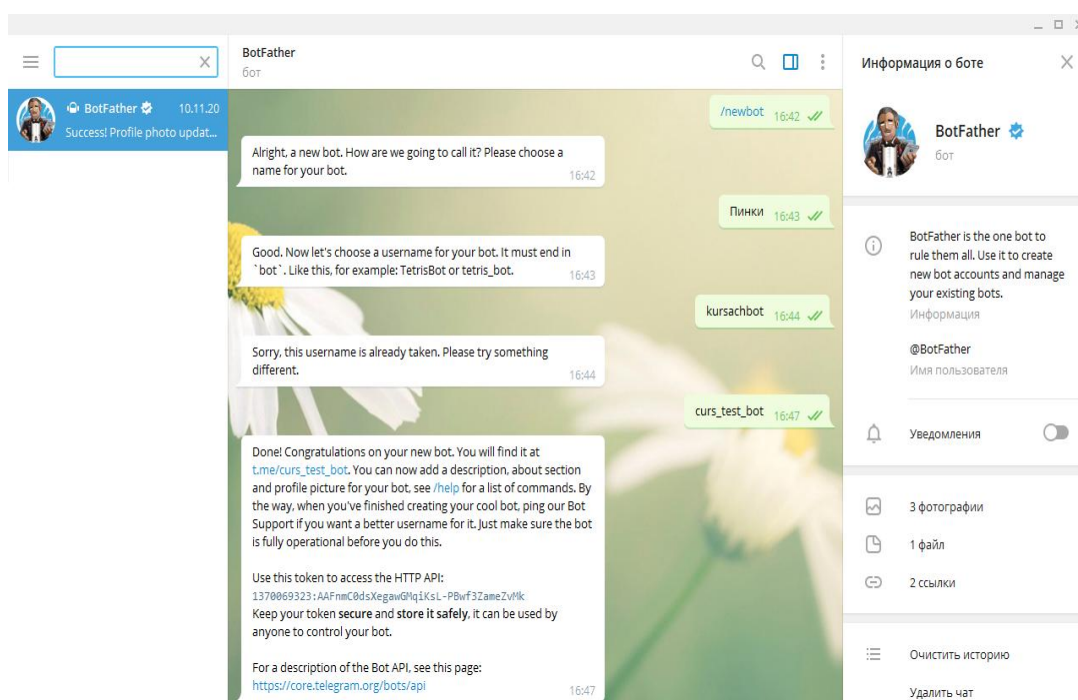 BotFather
бот
BotFather 10.11.20
Success! Profile photo updat...
/newbot 16:42
Alright, a new bot. How are we going to call it? Please choose a
name for your bot.
16:42
Пинки 16:43
Good. Now let's choose a username for your bot. It must end in
`bot`. Like this, for example: TetrisBot or tetris_bot.
16:43
kursachbot 16:44
Sorry, this username is already taken. Please try something
different.
16:44
curs_test_bot 16:47
Done! Congratulations on your new bot. You will find it at
t.me/curs_test_bot. You can now add a description, about section
and profile picture for your bot, see /help for a list of commands. By
the way, when you've finished creating your cool bot, ping our Bot
Support if you want a better username for it. Just make sure the bot
is fully operational before you do this.
Use this token to access the HTTP API:
1370069323:AAFnmC0dsXegawGMqiKsL-PBwf3ZameZvMk
Keep your token secure and store it safely, it can be used by
anyone to control your bot.
For a description of the Bot API, see this page:
https://core.telegram.org/bots/api
16:47
Информация о боте
BotFather
бот
BotFather is the one bot to
rule them all. Use it to create
new bot accounts and manage
your existing bots.
Информация
@BotFather
Имя пользователя
Уведомления
3 фотографии
1 файл
2 ссылки
Очистить историю
Удалить чат